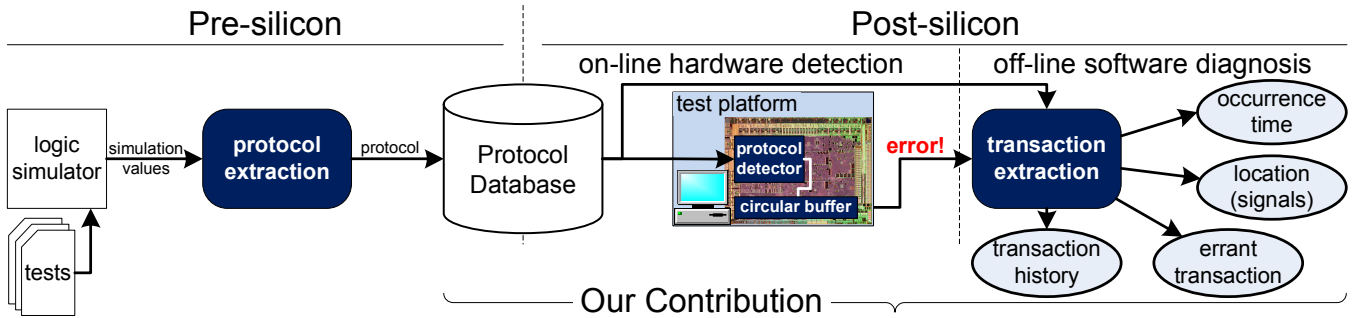 Pre-silicon
Post-silicon
on-line hardware detection
off-line software diagnosis
logic
simulator
tests
simulation
values
protocol
extraction
protocol
Protocol
Database
test platform
protocol
detector
circular buffer
error!
transaction
extraction
occurrence
time
location
(signals)
errant
transaction
transaction
history
Our Contribution